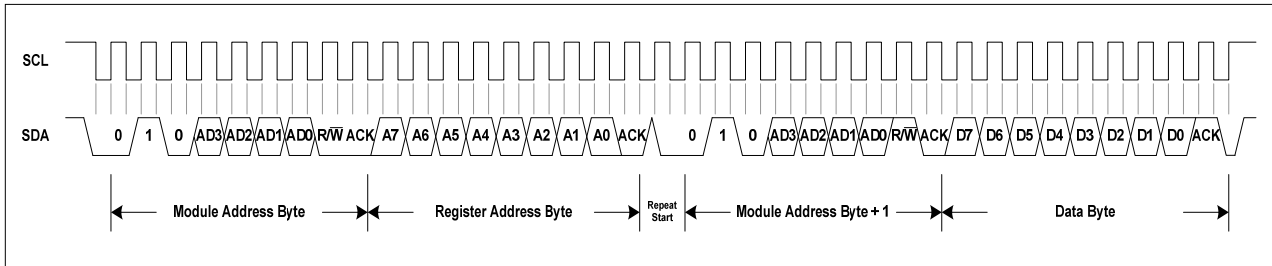 SCL
SDA 0 1 0 AD3 AD2 AD1 AD0 R/W̅ ACK A7 A6 A5 A4 A3 A2 A1 A0 ACK 0 1 0 AD3 AD2 AD1 AD0 R/W̅ ACK D7 D6 D5 D4 D3 D2 D1 D0 ACK
Module Address Byte Register Address Byte Repeat Start Module Address Byte + 1 Data Byte